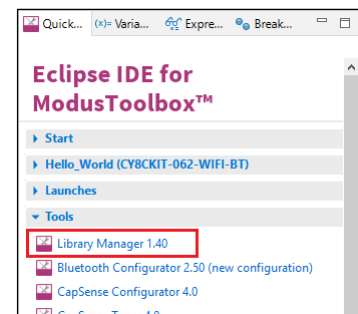 Quick... (x)= Varia... Expre... Break...
Eclipse IDE for
ModusToolbox™
Start
Hello_World (CY8CKIT-062-WIFI-BT)
Launches
Tools
Library Manager 1.40
Bluetooth Configurator 2.50 (new configuration)
CapSense Configurator 4.0